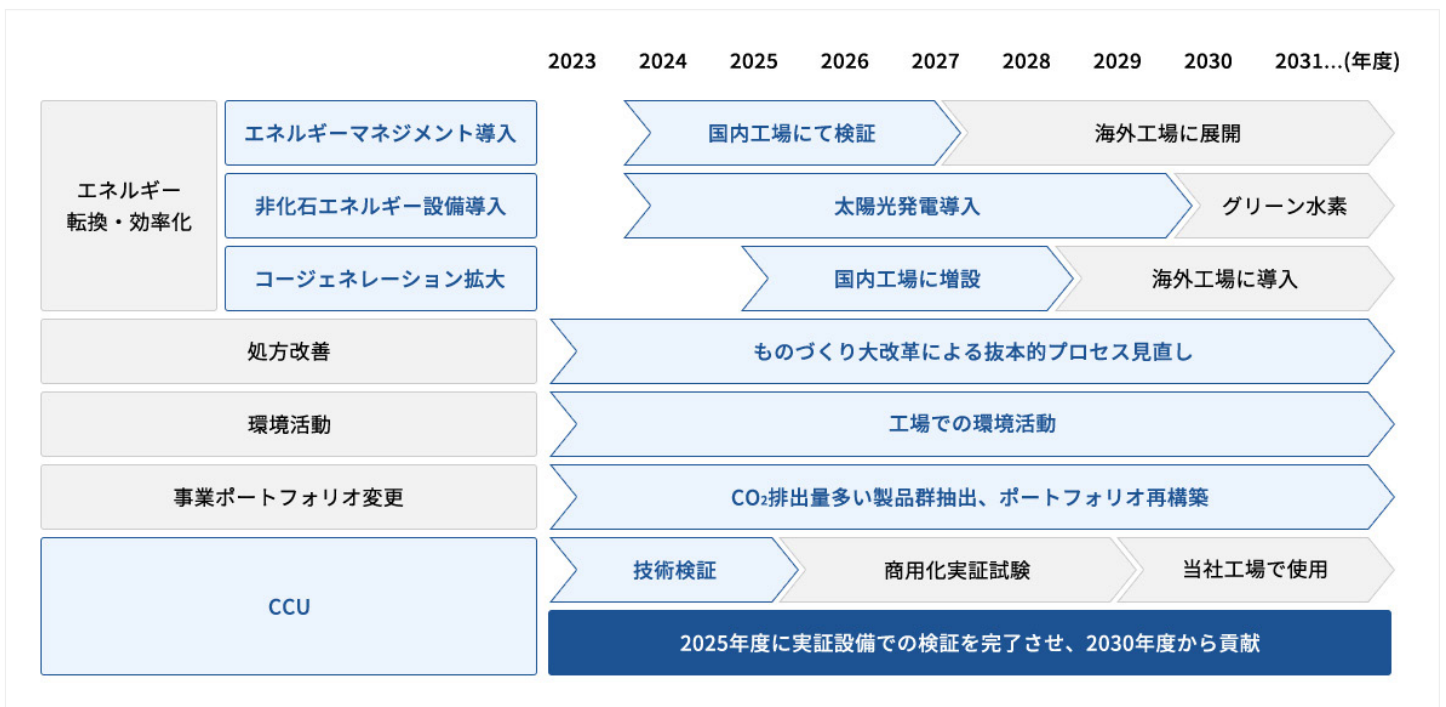 2023 2024 2025 2026 2027 2028 2029 2030 2031...(年度)
エネルギー
転換・効率化
エネルギーマネジメント導入 国内工場にて検証 海外工場に展開
非化石エネルギー設備導入 太陽光発電導入 グリーン水素
コージェネレーション拡大 国内工場に増設 海外工場に導入
処方改善 ものづくり大改革による抜本的プロセス見直し
環境活動 工場での環境活動
事業ポートフォリオ変更 CO₂排出量多い製品群抽出、ポートフォリオ再構築
CCU
技術検証 商用化実証試験 当社工場で使用
2025年度に実証設備での検証を完了させ、2030年度から貢献